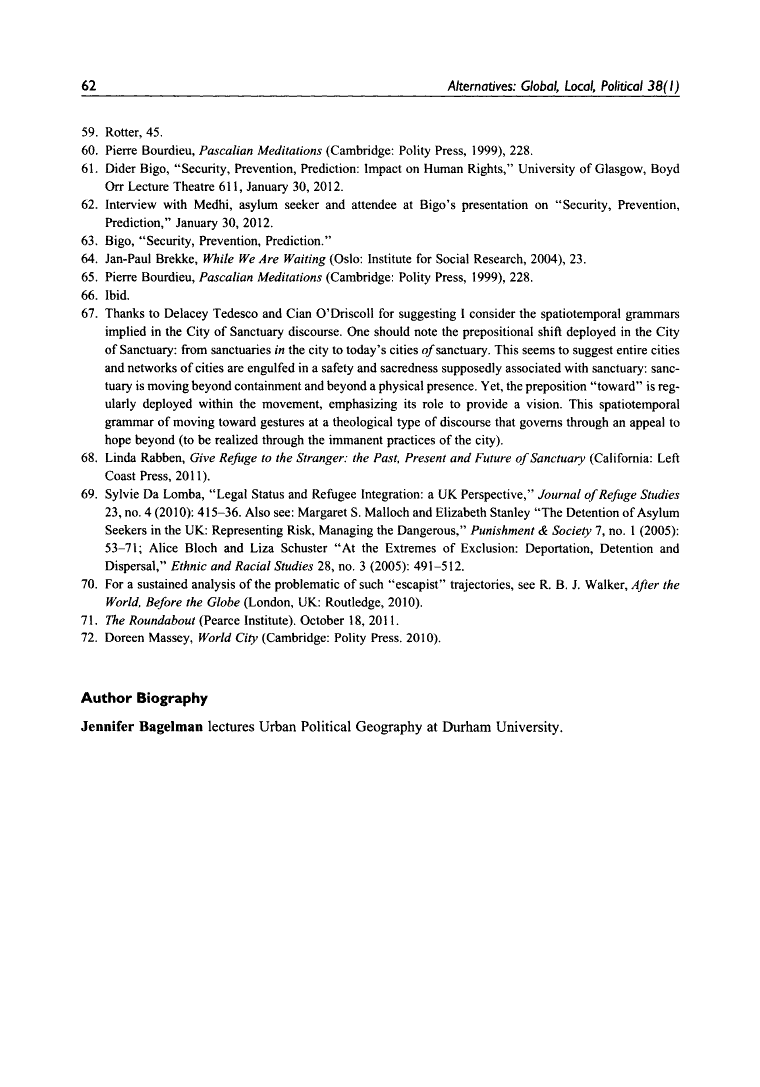 62 Alternatives: Global, Local, Political 38(1)
59. Rotter, 45.
60. Pierre Bourdieu, Pascalian Meditations (Cambridge: Polity Press, 1999), 228.
61. Dider Bigo, “Security, Prevention, Prediction: Impact on Human Rights,” University of Glasgow, Boyd
Orr Lecture Theatre 611, January 30, 2012.
62. Interview with Medhi, asylum seeker and attendee at Bigo’s presentation on “Security, Prevention,
Prediction,” January 30, 2012.
63. Bigo, “Security, Prevention, Prediction.”
64. Jan-Paul Brekke, While We Are Waiting (Oslo: Institute for Social Research, 2004), 23.
65. Pierre Bourdieu, Pascalian Meditations (Cambridge: Polity Press, 1999), 228.
66. Ibid.
67. Thanks to Delacey Tedesco and Cian O’Driscoll for suggesting I consider the spatiotemporal grammars
implied in the City of Sanctuary discourse. One should note the prepositional shift deployed in the City
of Sanctuary: from sanctuaries in the city to today’s cities of sanctuary. This seems to suggest entire cities
and networks of cities are engulfed in a safety and sacredness supposedly associated with sanctuary: sanc-
tuary is moving beyond containment and beyond a physical presence. Yet, the preposition “toward” is reg-
ularly deployed within the movement, emphasizing its role to provide a vision. This spatiotemporal
grammar of moving toward gestures at a theological type of discourse that governs through an appeal to
hope beyond (to be realized through the immanent practices of the city).
68. Linda Rabben, Give Refuge to the Stranger: the Past, Present and Future of Sanctuary (California: Left
Coast Press, 2011).
69. Sylvie Da Lomba, “Legal Status and Refugee Integration: a UK Perspective,” Journal of Refuge Studies
23, no. 4 (2010): 415–36. Also see: Margaret S. Malloch and Elizabeth Stanley “The Detention of Asylum
Seekers in the UK: Representing Risk, Managing the Dangerous,” Punishment & Society 7, no. 1 (2005):
53–71; Alice Bloch and Liza Schuster “At the Extremes of Exclusion: Deportation, Detention and
Dispersal,” Ethnic and Racial Studies 28, no. 3 (2005): 491–512.
70. For a sustained analysis of the problematic of such “escapist” trajectories, see R. B. J. Walker, After the
World, Before the Globe (London, UK: Routledge, 2010).
71. The Roundabout (Pearce Institute). October 18, 2011.
72. Doreen Massey, World City (Cambridge: Polity Press. 2010).
Author Biography
Jennifer Bagelman lectures Urban Political Geography at Durham University.